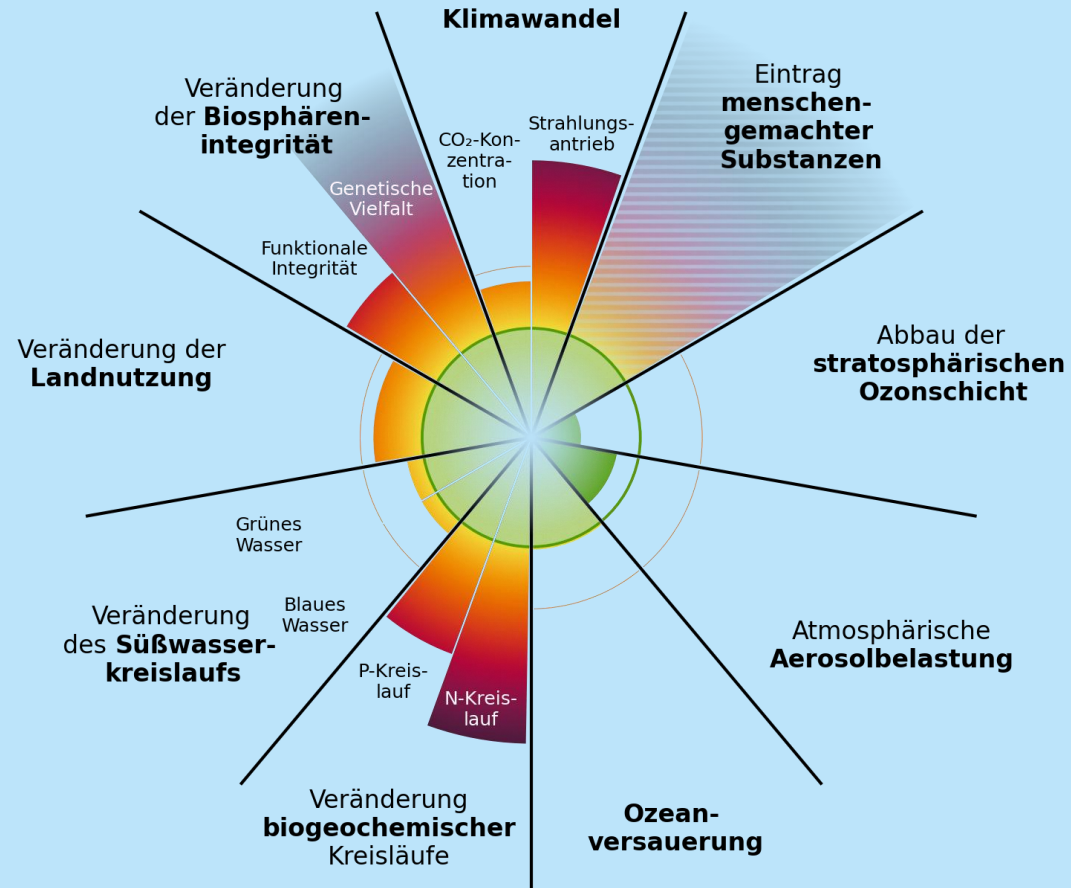 Klimawandel
Veränderung
der Biosphären-
integrität
Eintrag
menschen-
gemachter
Substanzen
CO₂-Kon-
zentra-
tion
Strahlungs-
antrieb
Genetische
Vielfalt
Funktionale
Integrität
Veränderung der
Landnutzung
Abbau der
stratosphärischen
Ozonschicht
Grünes
Wasser
Blaues
Wasser
Veränderung
des Süßwasser-
kreislaufs
P-Kreis-
lauf
N-Kreis-
lauf
Atmosphärische
Aerosolbelastung
Veränderung
biogeochemischer
Kreisläufe
Ozean-
versauerung